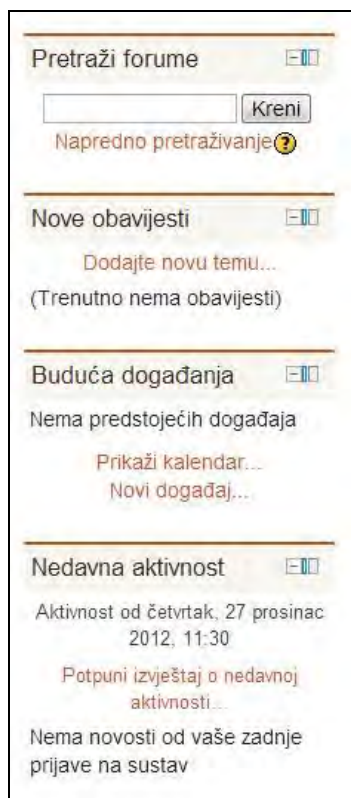 Pretraži forume
Kreni
Napredno pretraživanje?
Nove obavijesti
Dodajte novu temu...
(Trenutno nema obavijesti)
Buduća događanja
Nema predstojećih događaja
Prikaži kalendar...
Novi događaj...
Nedavna aktivnost
Aktivnost od četvrtak, 27 prosinac
2012, 11:30
Potpuni izvještaj o nedavnoj
aktivnosti...
Nema novosti od vaše zadnje
prijave na sustav